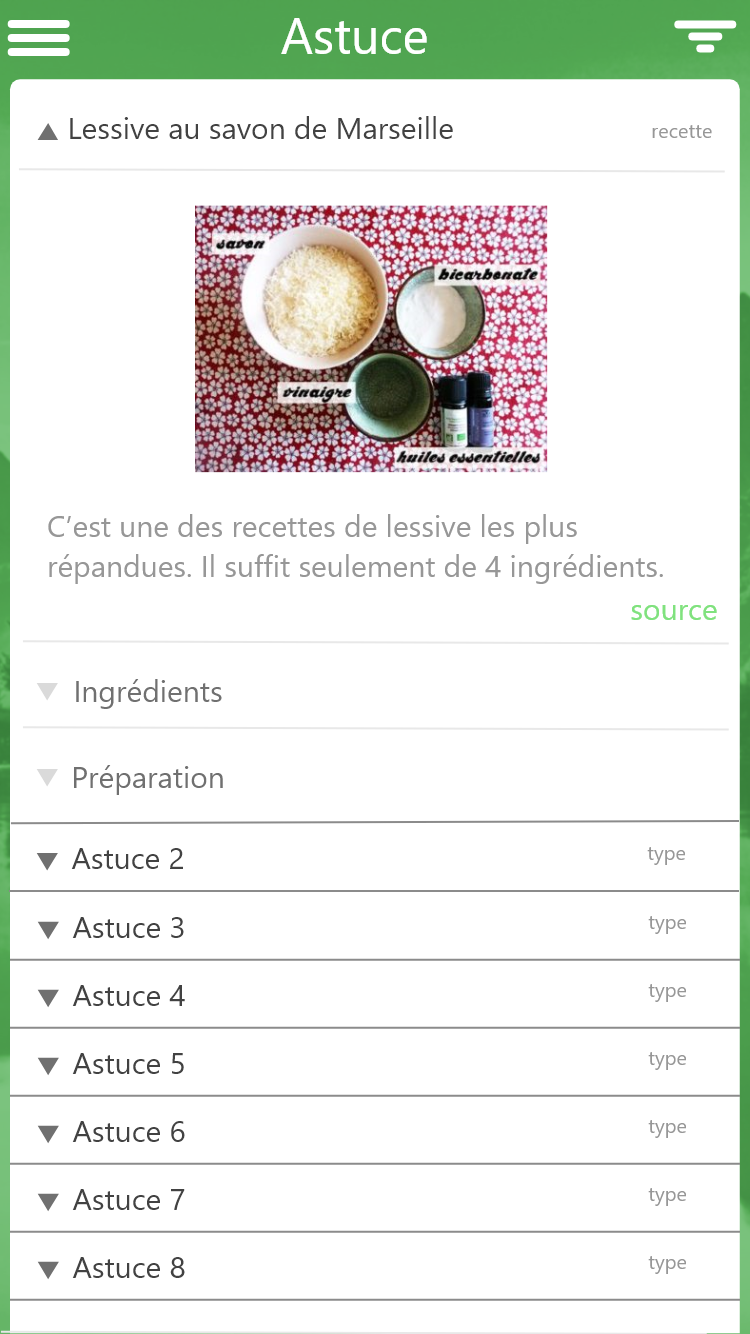 Astuce
Lessive au savon de Marseille
recette
savon
bicarbonate
vinaigre
huiles essentielles
C’est une des recettes de lessive les plus
répandues. Il suffit seulement de 4 ingrédients.
source
Ingrédients
Préparation
Astuce 2
type
Astuce 3
type
Astuce 4
type
Astuce 5
type
Astuce 6
type
Astuce 7
type
Astuce 8
type